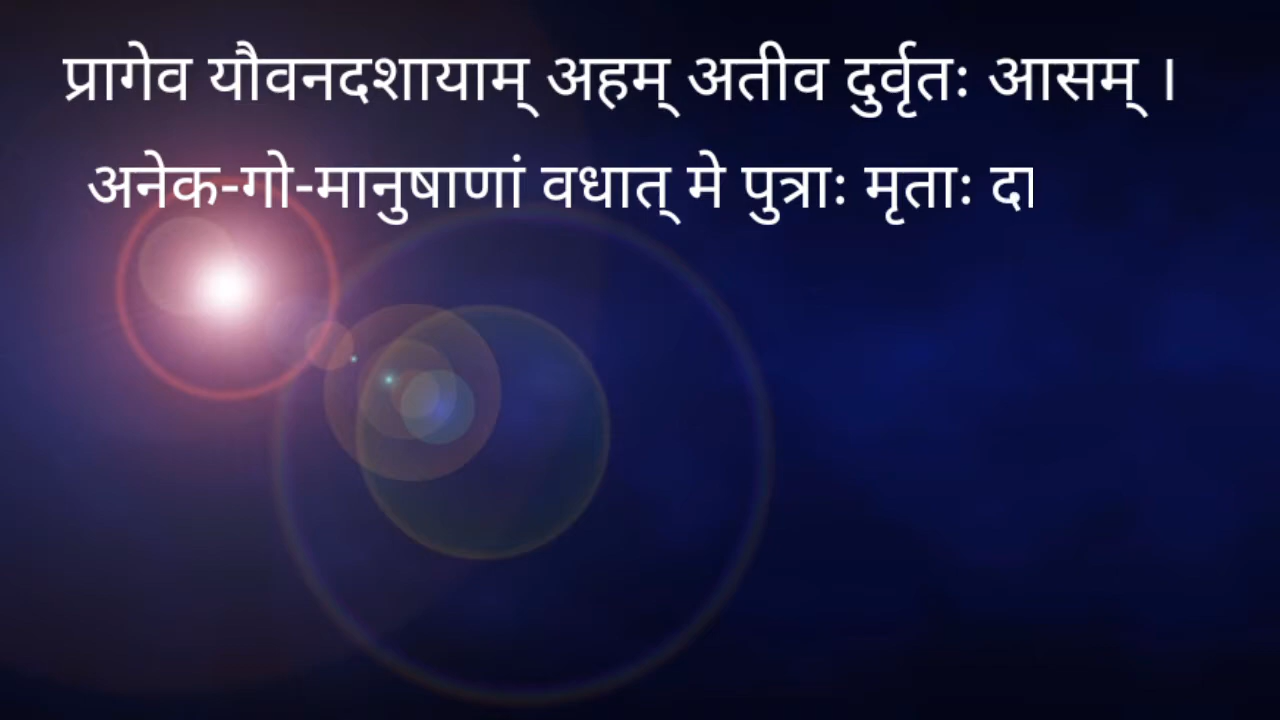 प्रागेव यौवनदशायाम् अहम् अतीव दुर्वृतः आसम् ।
अनेक-गो-मानुषाणां वधात् मे पुत्राः मृताः दा